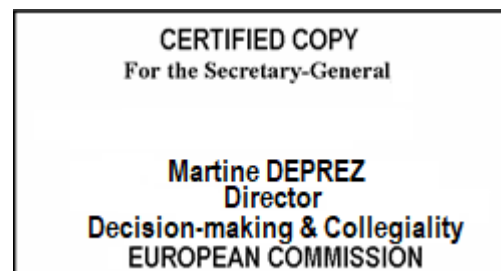 CERTIFIED COPY
For the Secretary-General
Martine DEPREZ
Director
Decision-making & Collegiality
EUROPEAN COMMISSION